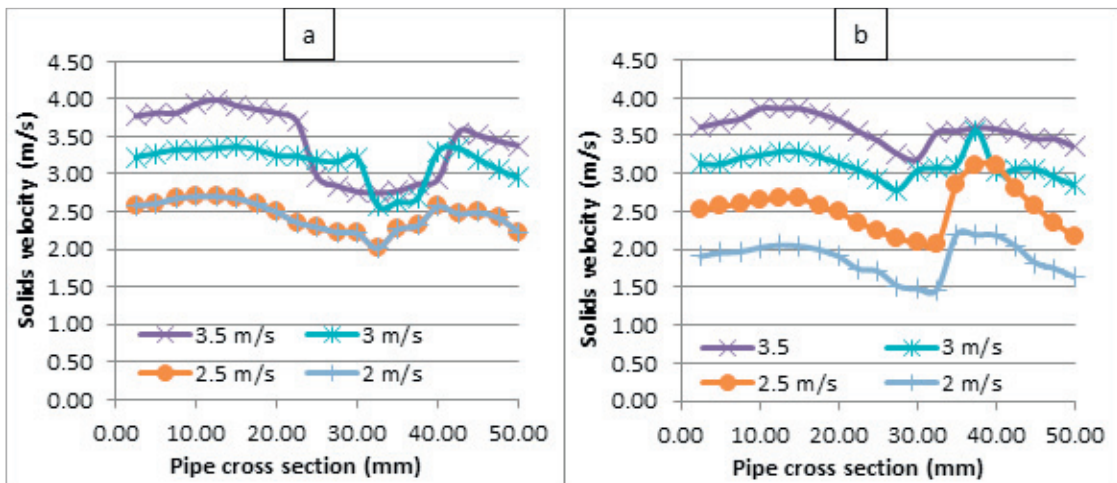 a
4.50
4.00
3.50
3.00
2.50
2.00
1.50
1.00
0.50
0.00
Solids velocity (m/s)
3.5 m/s
3 m/s
2.5 m/s
2 m/s
0.00 10.00 20.00 30.00 40.00 50.00
Pipe cross section (mm)
b
4.50
4.00
3.50
3.00
2.50
2.00
1.50
1.00
0.50
0.00
Solids velocity (m/s)
3.5
3 m/s
2.5 m/s
2 m/s
0.00 10.00 20.00 30.00 40.00 50.00
Pipe cross section (mm)